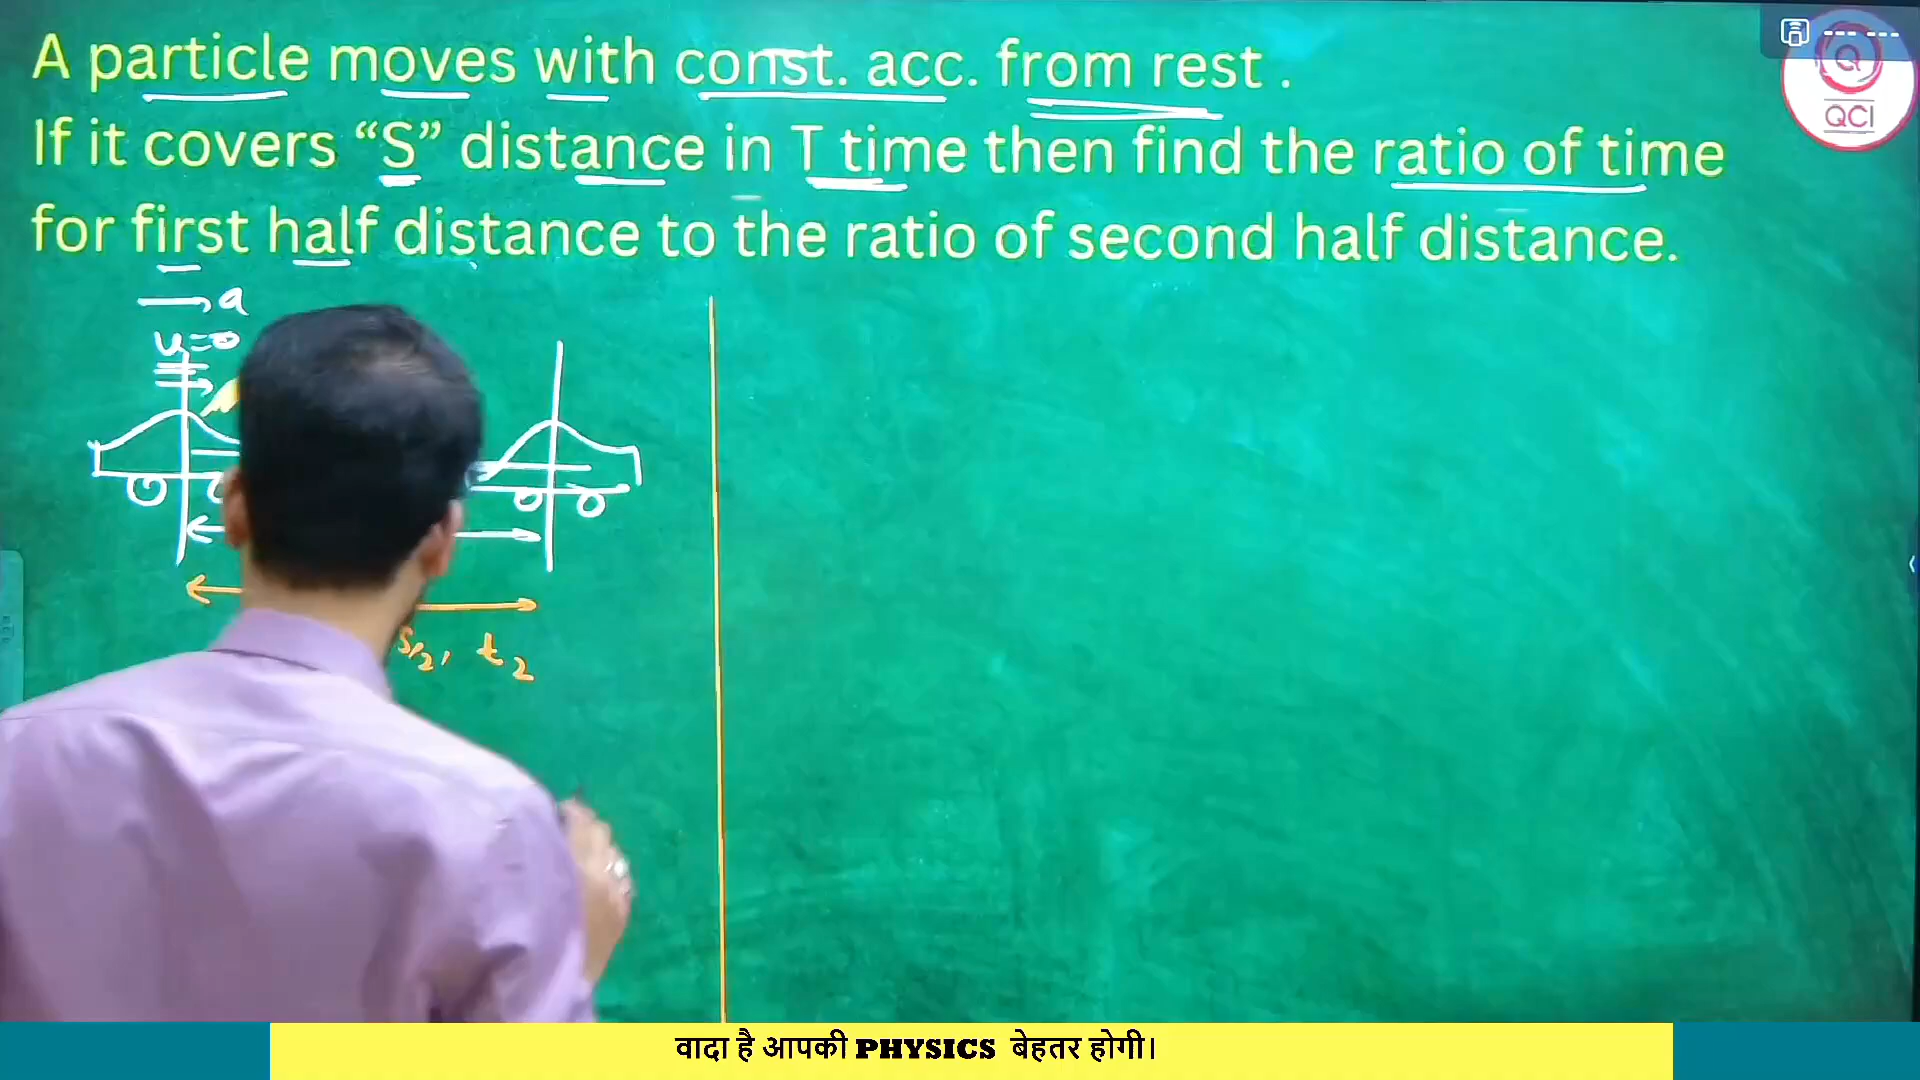 A particle moves with const. acc. from rest .
If it covers “S” distance in T time then find the ratio of time
for first half distance to the ratio of second half distance.
QCI
a
u=0
S/2, t2
वादा है आपकी PHYSICS बेहतर होगी।